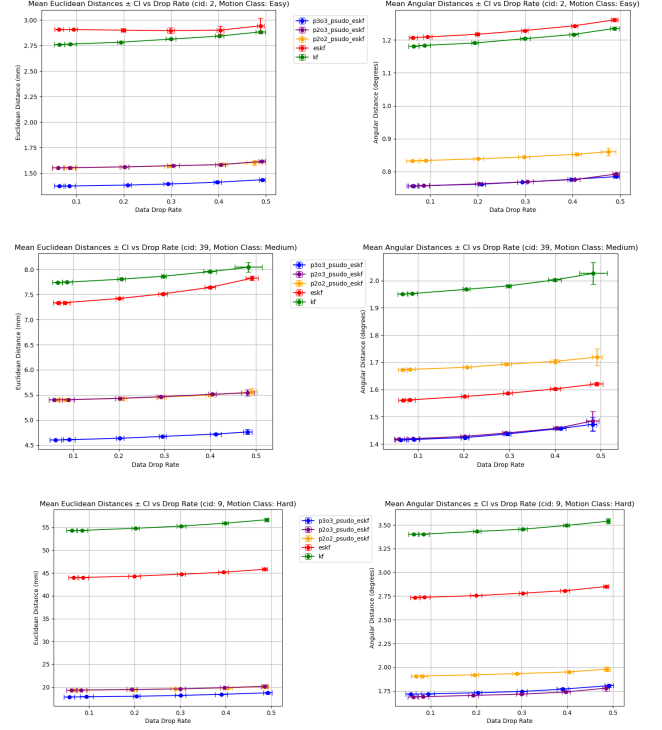 Mean Euclidean Distances ± CI vs Drop Rate (cid: 2, Motion Class: Easy)
3.00
2.75
2.50
2.25
2.00
1.75
1.50
Euclidean Distance (mm)
0.1
0.2
0.3
0.4
0.5
Data Drop Rate
p3o3_psudo_eskf
p2o3_psudo_eskf
p2o2_psudo_eskf
eskf
kf
Mean Angular Distances ± CI vs Drop Rate (cid: 2, Motion Class: Easy)
1.2
1.1
1.0
0.9
0.8
Angular Distance (degrees)
0.1
0.2
0.3
0.4
0.5
Data Drop Rate
Mean Euclidean Distances ± CI vs Drop Rate (cid: 39, Motion Class: Medium)
8.0
7.5
7.0
6.5
6.0
5.5
5.0
4.5
Euclidean Distance (mm)
0.1
0.2
0.3
0.4
0.5
Data Drop Rate
p3o3_psudo_eskf
p2o3_psudo_eskf
p2o2_psudo_eskf
eskf
kf
Mean Angular Distances ± CI vs Drop Rate (cid: 39, Motion Class: Medium)
2.0
1.9
1.8
1.7
1.6
1.5
1.4
Angular Distance (degrees)
0.1
0.2
0.3
0.4
0.5
Data Drop Rate
Mean Euclidean Distances ± CI vs Drop Rate (cid: 9, Motion Class: Hard)
55
50
45
40
35
30
25
20
Euclidean Distance (mm)
0.1
0.2
0.3
0.4
0.5
Data Drop Rate
p3o3_psudo_eskf
p2o3_psudo_eskf
p2o2_psudo_eskf
eskf
kf
Mean Angular Distances ± CI vs Drop Rate (cid: 9, Motion Class: Hard)
3.50
3.25
3.00
2.75
2.50
2.25
2.00
1.75
Angular Distance (degrees)
0.1
0.2
0.3
0.4
0.5
Data Drop Rate